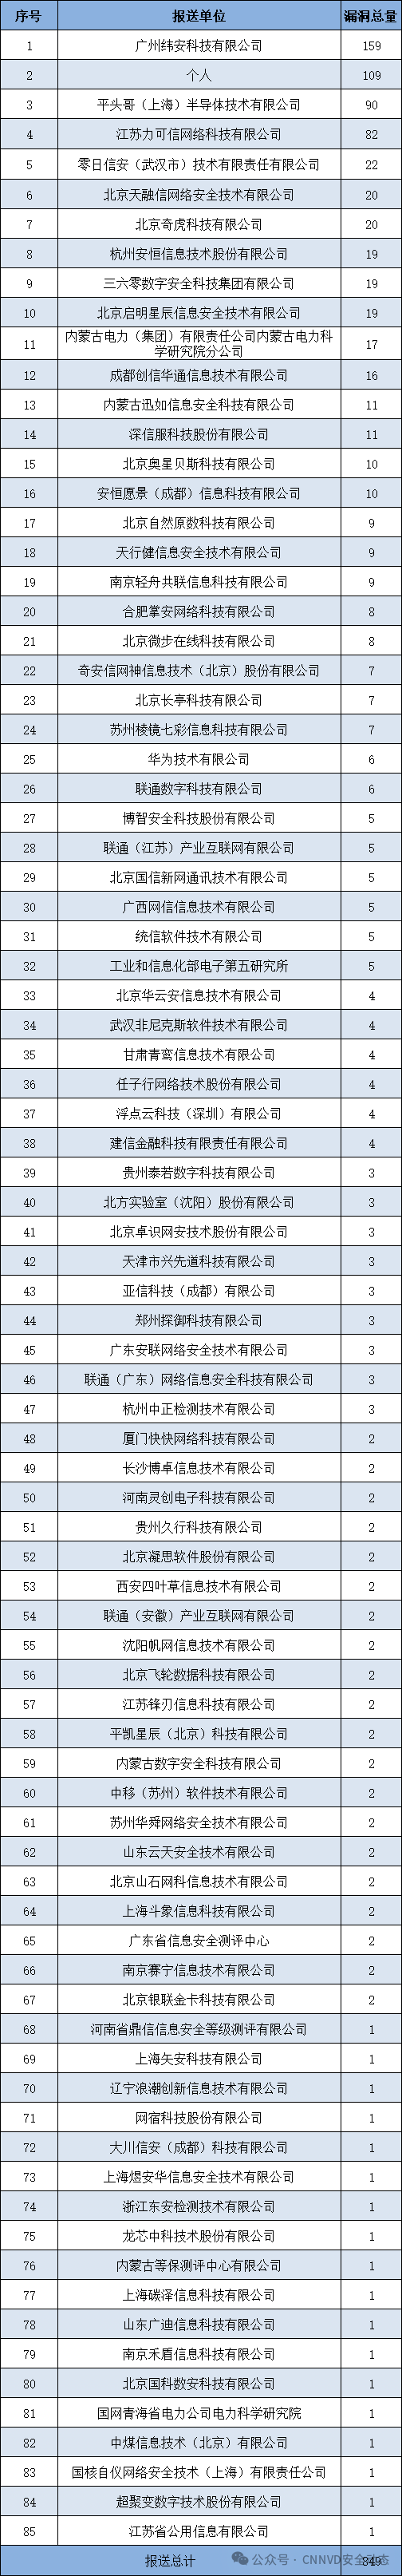 序号 报送单位 漏洞总量
1 广州纬安科技有限公司 159
2 个人 109
3 平头哥（上海）半导体技术有限公司 90
4 江苏力可信网络科技有限公司 82
5 零日信安（武汉市）技术有限责任有限公司 22
6 北京天融信网络安全技术有限公司 20
7 北京奇虎科技有限公司 20
8 杭州安恒信息技术股份有限公司 19
9 三六零数字安全科技集团有限公司 19
10 北京启明星辰信息安全技术有限公司 19
11 内蒙古电力（集团）有限责任公司内蒙古电力科
学研究院分公司 17
12 成都创信华通信息技术有限公司 16
13 内蒙古迅如信息安全科技有限公司 11
14 深信服科技股份有限公司 11
15 北京奥星贝斯科技有限公司 10
16 安恒愿景（成都）信息科技有限公司 10
17 北京自然原数科技有限公司 9
18 天行健信息安全技术有限公司 9
19 南京轻舟共联信息科技有限公司 9
20 合肥掌安网络科技有限公司 8
21 北京微步在线科技有限公司 8
22 奇安信网神信息技术（北京）股份有限公司 7
23 北京长亭科技有限公司 7
24 苏州棱镜七彩信息科技有限公司 7
25 华为技术有限公司 6
26 联通数字科技有限公司 6
27 博智安全科技股份有限公司 5
28 联通（江苏）产业互联网有限公司 5
29 北京国信新网通讯技术有限公司 5
30 广西网信信息技术有限公司 5
31 统信软件技术有限公司 5
32 工业和信息化部电子第五研究所 5
33 北京华云安信息技术有限公司 4
34 武汉非尼克斯软件技术有限公司 4
35 甘肃青鸾信息技术有限公司 4
36 任子行网络技术股份有限公司 4
37 浮点云科技（深圳）有限公司 4
38 建信金融科技有限责任有限公司 4
39 贵州泰若数字科技有限公司 3
40 北方实验室（沈阳）股份有限公司 3
41 北京卓识网安技术股份有限公司 3
42 天津市兴先道科技有限公司 3
43 亚信科技（成都）有限公司 3
44 郑州探御科技有限公司 3
45 广东安联网络安全技术有限公司 3
46 联通（广东）网络信息安全科技有限公司 3
47 杭州中正检测技术有限公司 3
48 厦门快快网络科技有限公司 2
49 长沙博卓信息技术有限公司 2
50 河南灵创电子科技有限公司 2
51 贵州久行科技有限公司 2
52 北京凝思软件股份有限公司 2
53 西安四叶草信息技术有限公司 2
54 联通（安徽）产业互联网有限公司 2
55 沈阳帆网信息技术有限公司 2
56 北京飞轮数据科技有限公司 2
57 江苏锋刃信息科技有限公司 2
58 平凯星辰（北京）科技有限公司 2
59 内蒙古数字安全科技有限公司 2
60 中移（苏州）软件技术有限公司 2
61 苏州华舜网络安全技术有限公司 2
62 山东云天安全技术有限公司 2
63 北京山石网科信息技术有限公司 2
64 上海斗象信息科技有限公司 2
65 广东省信息安全测评中心 2
66 南京赛宁信息技术有限公司 2
67 北京银联金卡科技有限公司 2
68 河南省鼎信信息安全等级测评有限公司 1
69 上海矢安科技有限公司 1
70 辽宁浪潮创新信息技术有限公司 1
71 网宿科技股份有限公司 1
72 大川信安（成都）科技有限公司 1
73 上海煜安华信息安全技术有限公司 1
74 浙江东安检测技术有限公司 1
75 龙芯中科技术股份有限公司 1
76 内蒙古等保测评中心有限公司 1
77 上海碳泽信息科技有限公司 1
78 山东广迪信息科技有限公司 1
79 南京禾盾信息科技有限公司 1
80 北京国科数安科技有限公司 1
81 国网青海省电力公司电力科学研究院 1
82 中煤信息技术（北京）有限公司 1
83 国核自仪网络安全技术（上海）有限责任公司 1
84 超聚变数字技术股份有限公司 1
85 江苏省公用信息有限公司 1
报送总计 849
公众号 · CNNVD安全动态